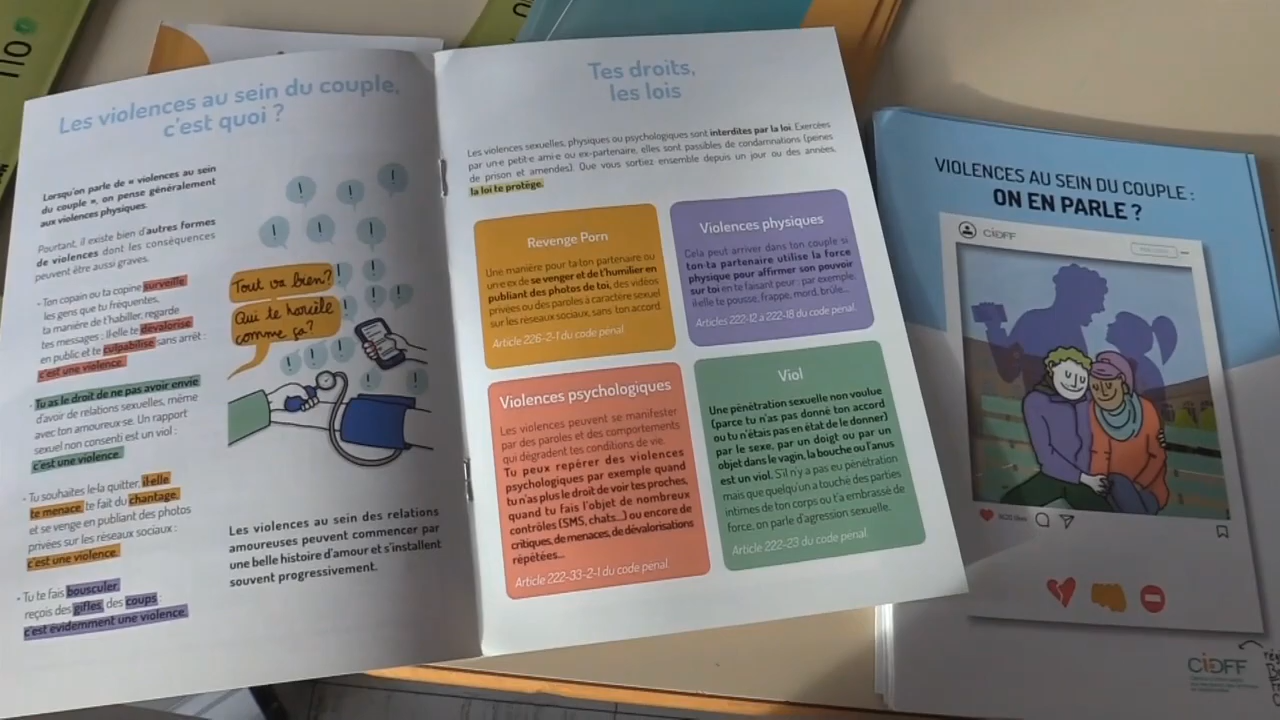 Les violences au sein du couple,
c'est quoi ?
Lorsqu'on parle de « violences au sein
du couple », on pense généralement
aux violences physiques.
Pourtant, il existe bien d'autres formes
de violences dont les conséquences
peuvent être aussi graves.
- Ton copain ou ta copine surveille
les gens que tu fréquentes,
ta manière de t'habiller, regarde
tes messages : il·elle te dévalorise
en public et te culpabilise sans arrêt :
c'est une violence.
- Tu as le droit de ne pas avoir envie
d'avoir de relations sexuelles, même
avec ton amoureux·se. Un rapport
sexuel non consenti est un viol :
c'est une violence.
- Tu souhaites le·la quitter, il·elle
te menace, te fait du chantage,
et se venge en publiant des photos
privées sur les réseaux sociaux :
c'est une violence.
- Tu te fais bousculer,
reçois des gifles, des coups :
c'est évidemment une violence.
Tout va bien?
Qui te harcèle
comme ça?
Les violences au sein des relations
amoureuses peuvent commencer par
une belle histoire d'amour et s'installent
souvent progressivement.
Tes droits,
les lois
Les violences sexuelles, physiques ou psychologiques sont interdites par la loi. Exercées
par un·e petit·e ami·e ou ex-partenaire, elles sont passibles de condamnations (peines
de prison et amendes). Que vous sortiez ensemble depuis un jour ou des années,
la loi te protège.
Revenge Porn
Une manière pour ta·ton partenaire ou
un·e ex de se venger et de t'humilier en
publiant des photos de toi, des vidéos
privées ou des paroles à caractère sexuel
sur les réseaux sociaux, sans ton accord.
Article 226-2-1 du code pénal.
Violences physiques
Cela peut arriver dans ton couple si
ton·ta partenaire utilise la force
physique pour affirmer son pouvoir
sur toi en te faisant peur : par exemple,
il·elle te pousse, frappe, mord, brûle...
Articles 222-12 à 222-18 du code pénal.
Violences psychologiques
Les violences peuvent se manifester
par des paroles et des comportements
qui dégradent tes conditions de vie.
Tu peux repérer des violences
psychologiques par exemple quand
tu n'as plus le droit de voir tes proches,
quand tu fais l'objet de nombreux
contrôles (SMS, chats...) ou encore de
critiques, de menaces, de dévalorisations
répétées...
Article 222-33-2-1 du code pénal.
Viol
Une pénétration sexuelle non voulue
(parce tu n'as pas donné ton accord
ou tu n'étais pas en état de le donner)
par le sexe, par un doigt ou par un
objet dans le vagin, la bouche ou l'anus
est un viol. S'il n'y a pas eu pénétration
mais que quelqu'un a touché des parties
intimes de ton corps ou t'a embrassé de
force, on parle d'agression sexuelle.
Article 222-23 du code pénal.
VIOLENCES AU SEIN DU COUPLE :
ON EN PARLE ?
CIDFF
CIDFF